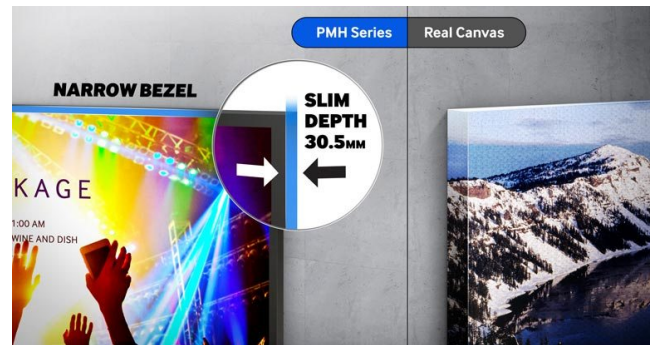 PMH Series
Real Canvas
NARROW BEZEL
SLIM
DEPTH
30.5MM
KAGE
1:00 AM
WINE AND DISH